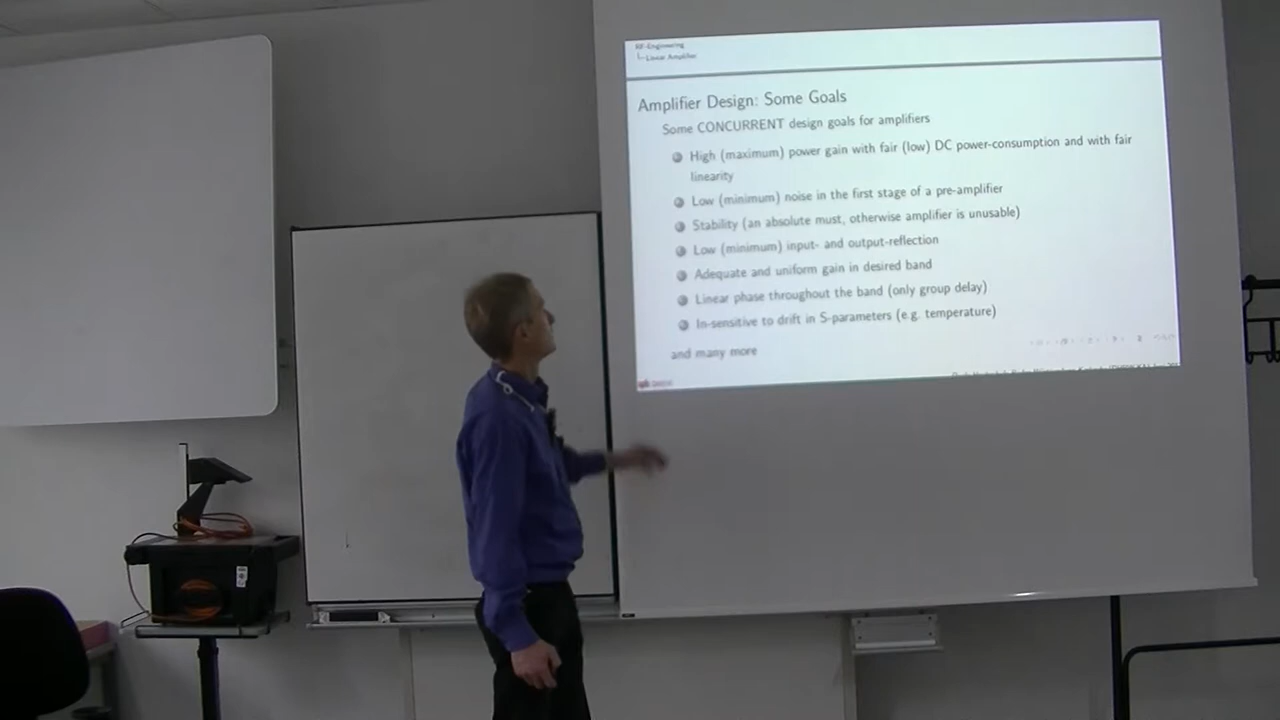 RF-Engineering
Linear Amplifier
Amplifier Design: Some Goals
Some CONCURRENT design goals for amplifiers
High (maximum) power gain with fair (low) DC power-consumption and with fair
linearity
Low (minimum) noise in the first stage of a pre-amplifier
Stability (an absolute must, otherwise amplifier is unusable)
Low (minimum) input- and output-reflection
Adequate and uniform gain in desired band
Linear phase throughout the band (only group delay)
In-sensitive to drift in S-parameters (e.g. temperature)
and many more